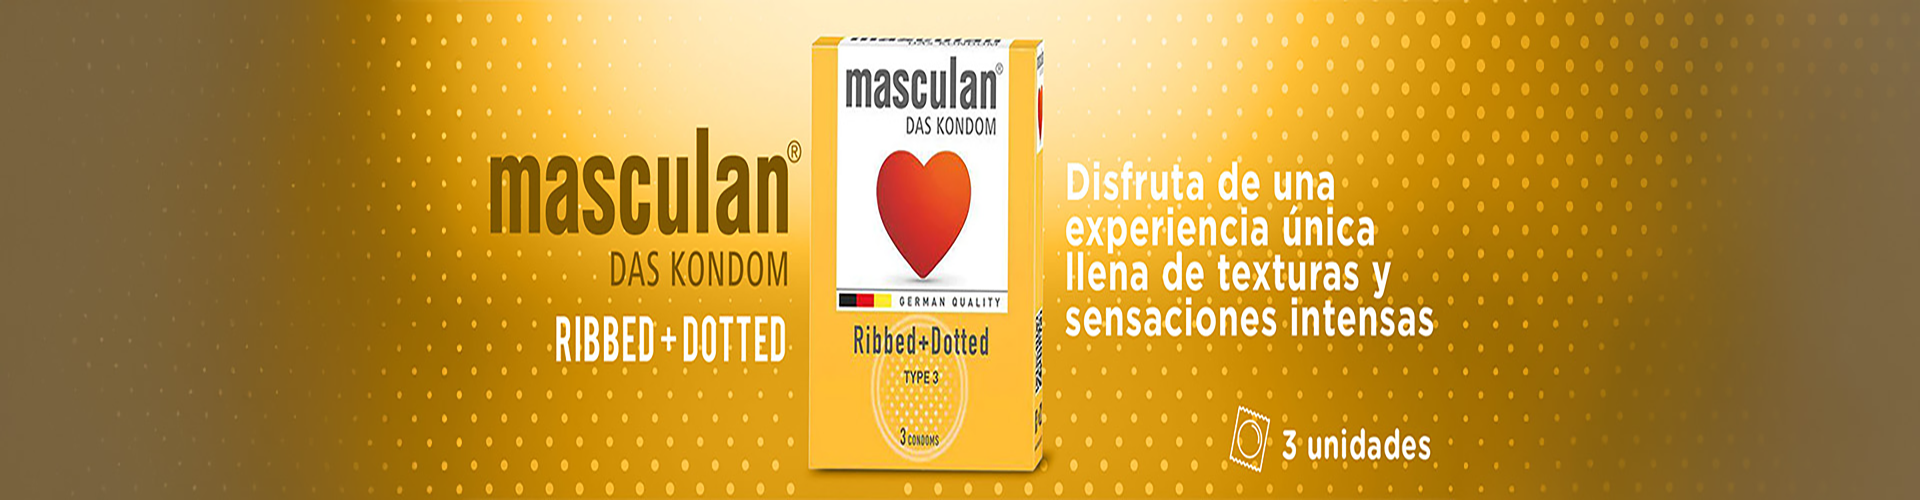 masculan®
DAS KONDOM
RIBBED+DOTTED
masculan®
DAS KONDOM
GERMAN QUALITY
Ribbed+Dotted
TYPE 3
3 CONDOMS
Disfruta de una
experiencia única
llena de texturas y
sensaciones intensas
3 unidades